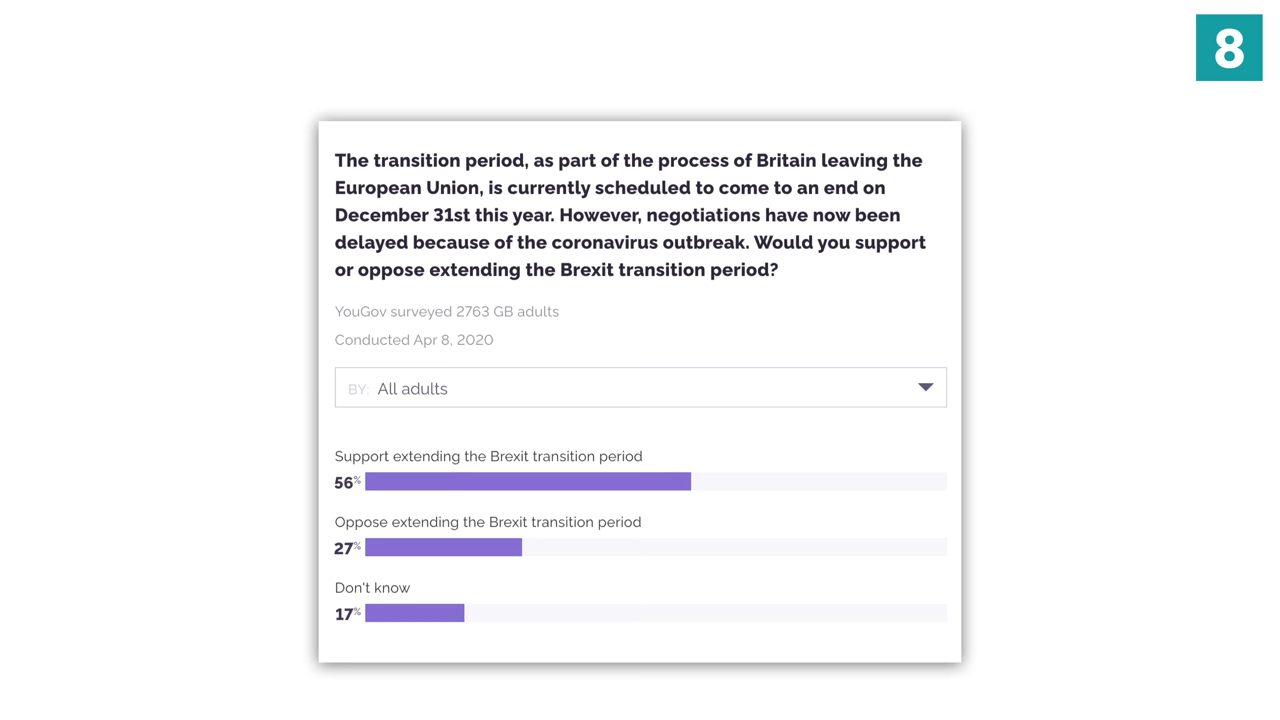 8
The transition period, as part of the process of Britain leaving the
European Union, is currently scheduled to come to an end on
December 31st this year. However, negotiations have now been
delayed because of the coronavirus outbreak. Would you support
or oppose extending the Brexit transition period?
YouGov surveyed 2763 GB adults
Conducted Apr 8, 2020
BY: All adults
Support extending the Brexit transition period
56%
Oppose extending the Brexit transition period
27%
Don't know
17%